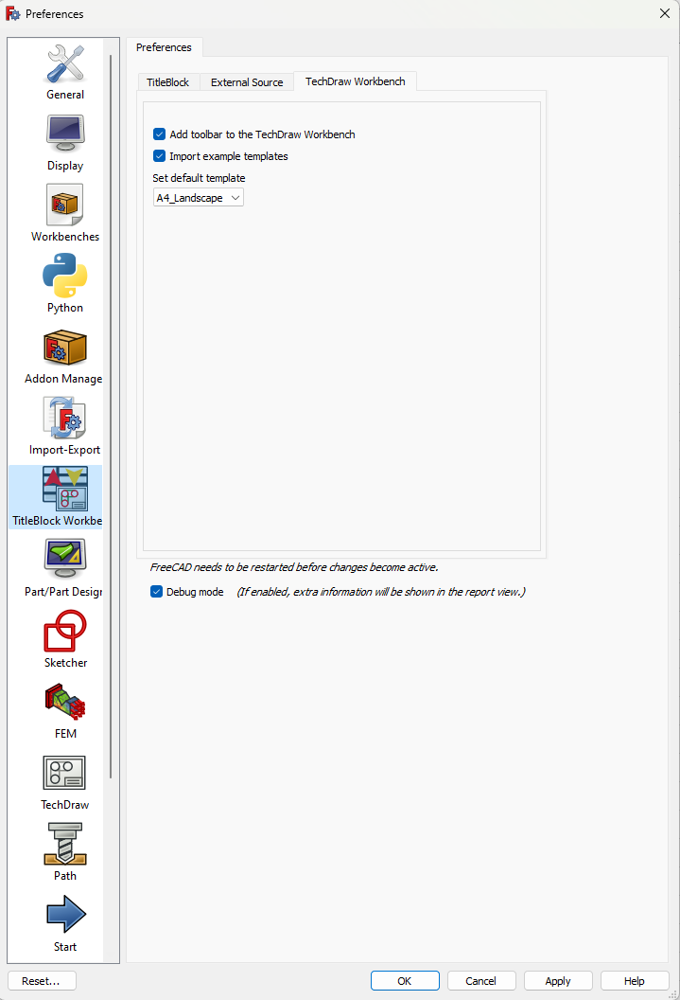 Preferences
General
Display
Workbenches
Python
Addon Manage
Import-Export
TitleBlock Workbe
Part/Part Design
Sketcher
FEM
TechDraw
Path
Start
Preferences
TitleBlock
External Source
TechDraw Workbench
Add toolbar to the TechDraw Workbench
Import example templates
Set default template
A4_Landscape
FreeCAD needs to be restarted before changes become active.
Debug mode (If enabled, extra information will be shown in the report view.)
Reset...
OK
Cancel
Apply
Help